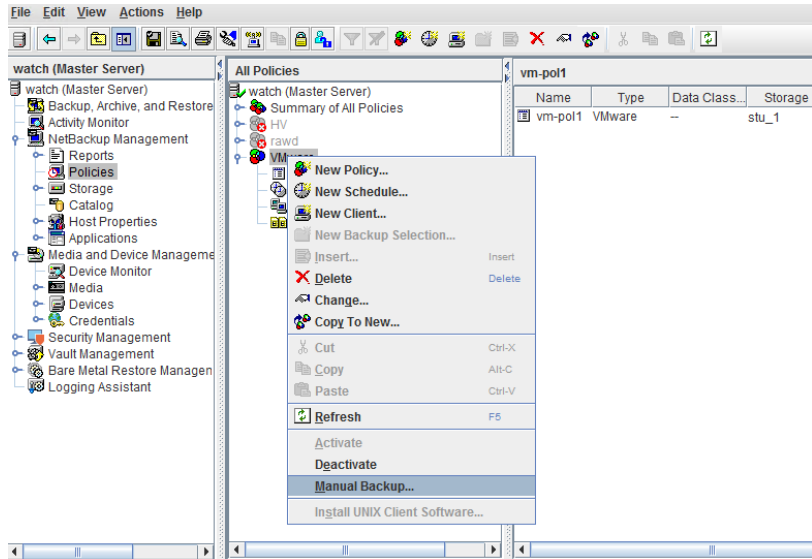 File Edit View Actions Help
watch (Master Server)
watch (Master Server)
Backup, Archive, and Restore
Activity Monitor
NetBackup Management
Reports
Policies
Storage
Catalog
Host Properties
Applications
Media and Device Manageme
Device Monitor
Media
Devices
Credentials
Security Management
Vault Management
Bare Metal Restore Managen
Logging Assistant
All Policies
watch (Master Server)
Summary of All Policies
HV
rawd
VMware
New Policy...
New Schedule...
New Client...
New Backup Selection...
Insert... Insert
Delete Delete
Change...
Copy To New...
Cut Ctrl-X
Copy Alt-C
Paste Ctrl-V
Refresh F5
Activate
Deactivate
Manual Backup...
Install UNIX Client Software...
vm-pol1
Name Type Data Class... Storage
vm-pol1 VMware -- stu_1